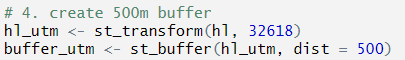 # 4. create 500m buffer
hl_utm <- st_transform(hl, 32618)
buffer_utm <- st_buffer(hl_utm, dist = 500)